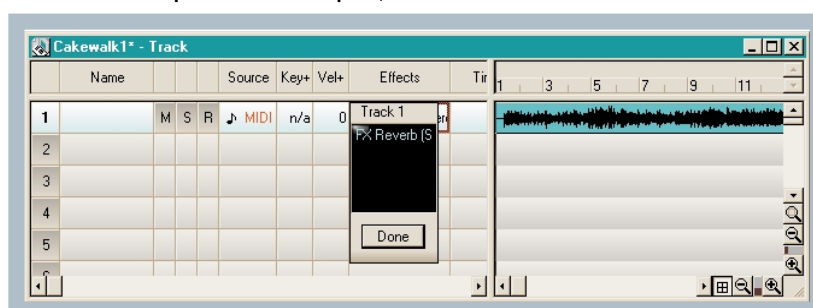 Cakewalk1* - Track
Name Source Key+ Vel+ Effects Tir 1 3 5 7 9 11
1 M S R MIDI n/a 0 Track 1
FX Reverb (S
2
3
4
5 Done